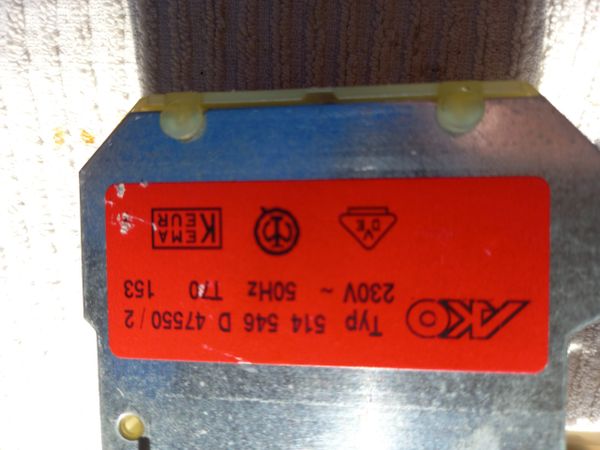 AKO
Typ 514 546 D 47550 / 2
230V ~ 50Hz T70 153
VDE
KEMA
KEUR